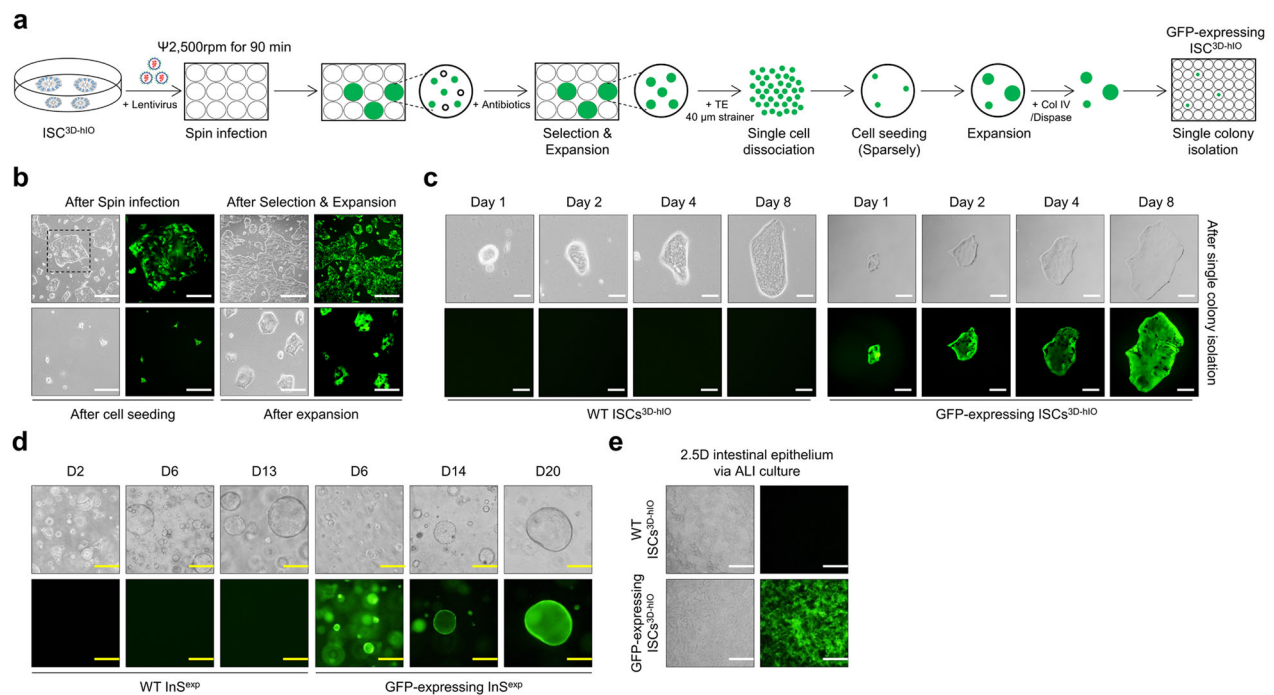 a
Ψ2,500rpm for 90 min
+ Lentivirus
ISC3D-hIO
Spin infection
+ Antibiotics
Selection &
Expansion
+ TE
40 μm strainer
Single cell
dissociation
Cell seeding
(Sparsely)
Expansion
+ Col IV
/Dispase
GFP-expressing
ISC3D-hIO
Single colony
isolation
b
After Spin infection
After Selection & Expansion
After cell seeding
After expansion
c
Day 1
Day 2
Day 4
Day 8
Day 1
Day 2
Day 4
Day 8
After single colony isolation
WT ISCs3D-hIO
GFP-expressing ISCs3D-hIO
d
D2
D6
D13
D6
D14
D20
WT InSexp
GFP-expressing InSexp
e
2.5D intestinal epithelium
via ALI culture
WT
ISCs3D-hIO
GFP-expressing
ISCs3D-hIO